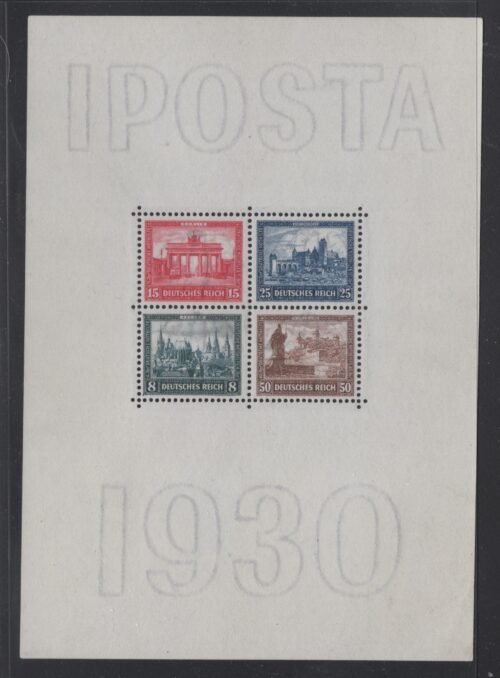 IPOSTA
15 DEUTSCHES REICH 15
25 DEUTSCHES REICH 25
8 DEUTSCHES REICH 8
50 DEUTSCHES REICH 50
1930